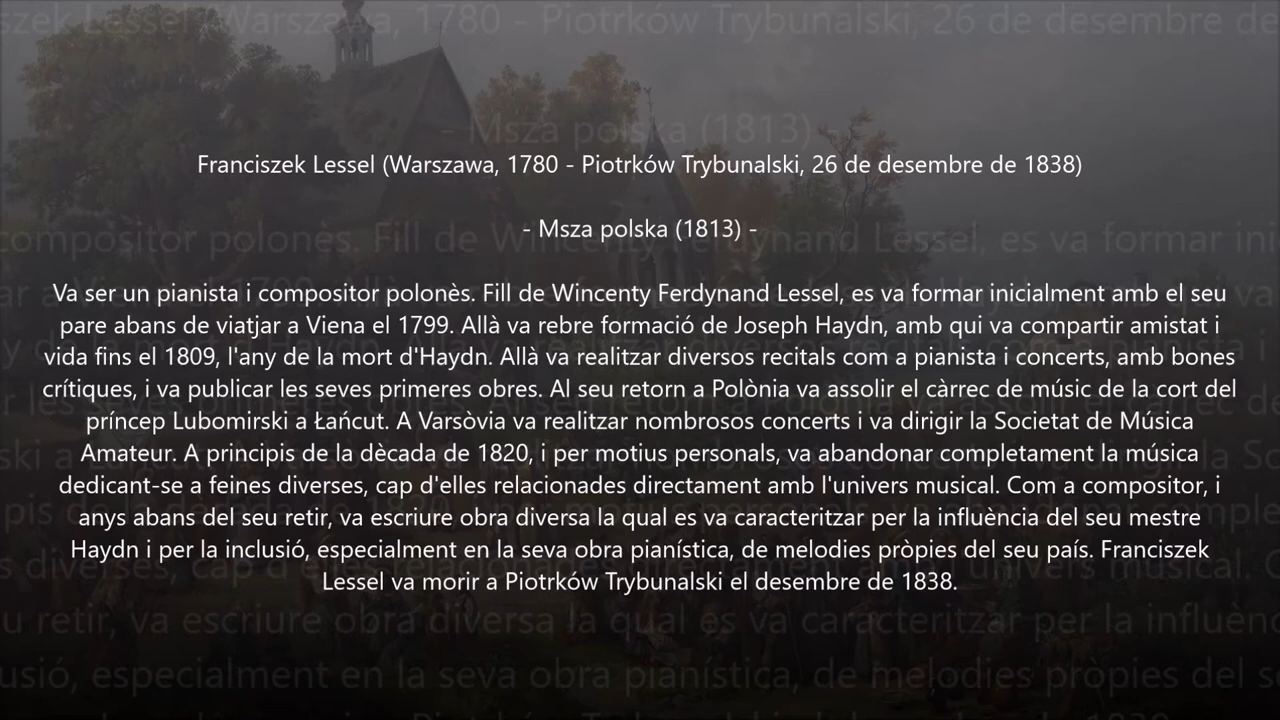 Franciszek Lessel (Warszawa, 1780 - Piotrków Trybunalski, 26 de desembre de 1838)
- Msza polska (1813) -
Va ser un pianista i compositor polonès. Fill de Wincenty Ferdynand Lessel, es va formar inicialment amb el seu
pare abans de viatjar a Viena el 1799. Allà va rebre formació de Joseph Haydn, amb qui va compartir amistat i
vida fins el 1809, l'any de la mort d'Haydn. Allà va realitzar diversos recitals com a pianista i concerts, amb bones
crítiques, i va publicar les seves primeres obres. Al seu retorn a Polònia va assolir el càrrec de músic de la cort del
príncep Lubomirski a Łańcut. A Varsòvia va realitzar nombrosos concerts i va dirigir la Societat de Música
Amateur. A principis de la dècada de 1820, i per motius personals, va abandonar completament la música
dedicant-se a feines diverses, cap d'elles relacionades directament amb l'univers musical. Com a compositor, i
anys abans del seu retir, va escriure obra diversa la qual es va caracteritzar per la influència del seu mestre
Haydn i per la inclusió, especialment en la seva obra pianística, de melodies pròpies del seu país. Franciszek
Lessel va morir a Piotrków Trybunalski el desembre de 1838.